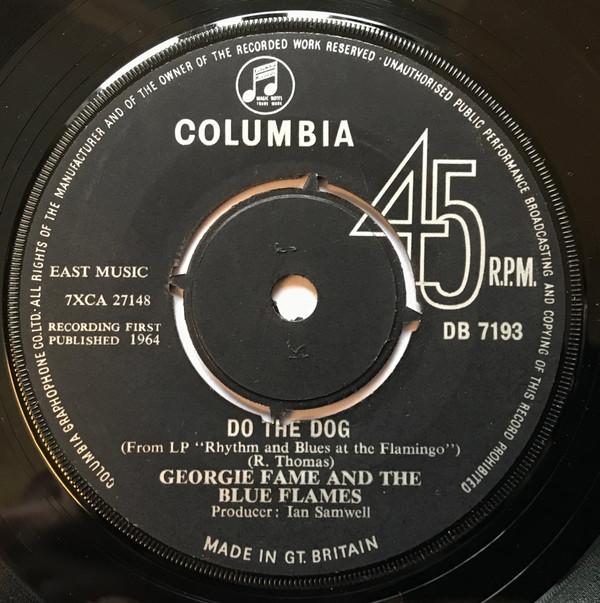 COLUMBIA GRAPHOPHONE CO.LTD· ALL RIGHTS OF THE MANUFACTURER AND OF THE OWNER OF THE RECORDED WORK RESERVED · UNAUTHORISED PUBLIC PERFORMANCE BROADCASTING AND COPYING OF THIS RECORD PROHIBITED
MAGIC NOTES
TRADE MARK
COLUMBIA
45
R.P.M.
EAST MUSIC
7XCA 27148
RECORDING FIRST
PUBLISHED 1964
DB 7193
DO THE DOG
(From LP "Rhythm and Blues at the Flamingo")
(R. Thomas)
GEORGIE FAME AND THE
BLUE FLAMES
Producer: Ian Samwell
MADE IN GT. BRITAIN